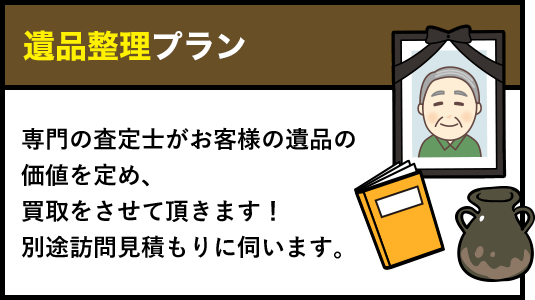 遺品整理プラン
専門の査定士がお客様の遺品の
価値を定め、
買取をさせて頂きます！
別途訪問見積もりに伺います。